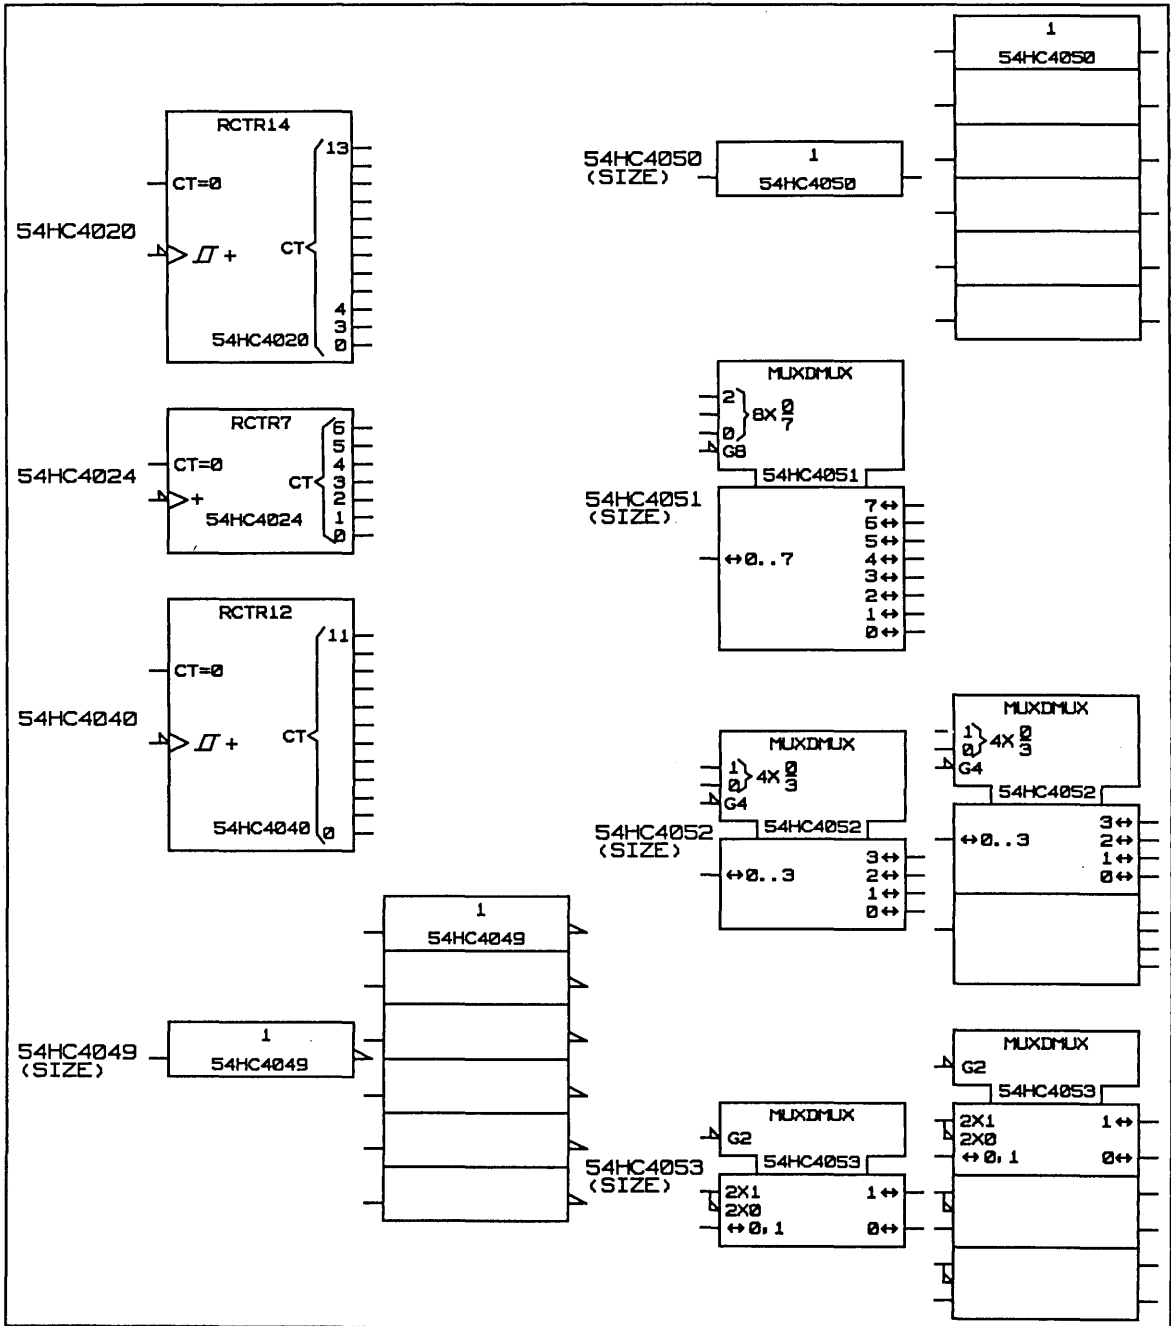 RCTR14
13
CT=0
54HC4020
+
CT
4
3
54HC4020
0
RCTR7
6
5
CT=0
4
54HC4024
CT
3
+
2
54HC4024
1
0
RCTR12
11
CT=0
54HC4040
+
CT
54HC4040
0
1
54HC4049
54HC4049
(SIZE)
1
54HC4049
1
54HC4050
54HC4050
(SIZE)
1
54HC4050
MUXDMUX
2
8X 0/7
0
G8
54HC4051
54HC4051
(SIZE)
7↔
6↔
5↔
↔0..7
4↔
3↔
2↔
1↔
0↔
MUXDMUX
1
4X 0/3
0
G4
54HC4052
54HC4052
(SIZE)
3↔
↔0..3
2↔
1↔
0↔
MUXDMUX
1
4X 0/3
0
G4
54HC4052
3↔
↔0..3
2↔
1↔
0↔
MUXDMUX
G2
54HC4053
54HC4053
(SIZE)
2X1 1↔
2X0
↔0,1 0↔
MUXDMUX
G2
54HC4053
2X1 1↔
2X0
↔0,1 0↔